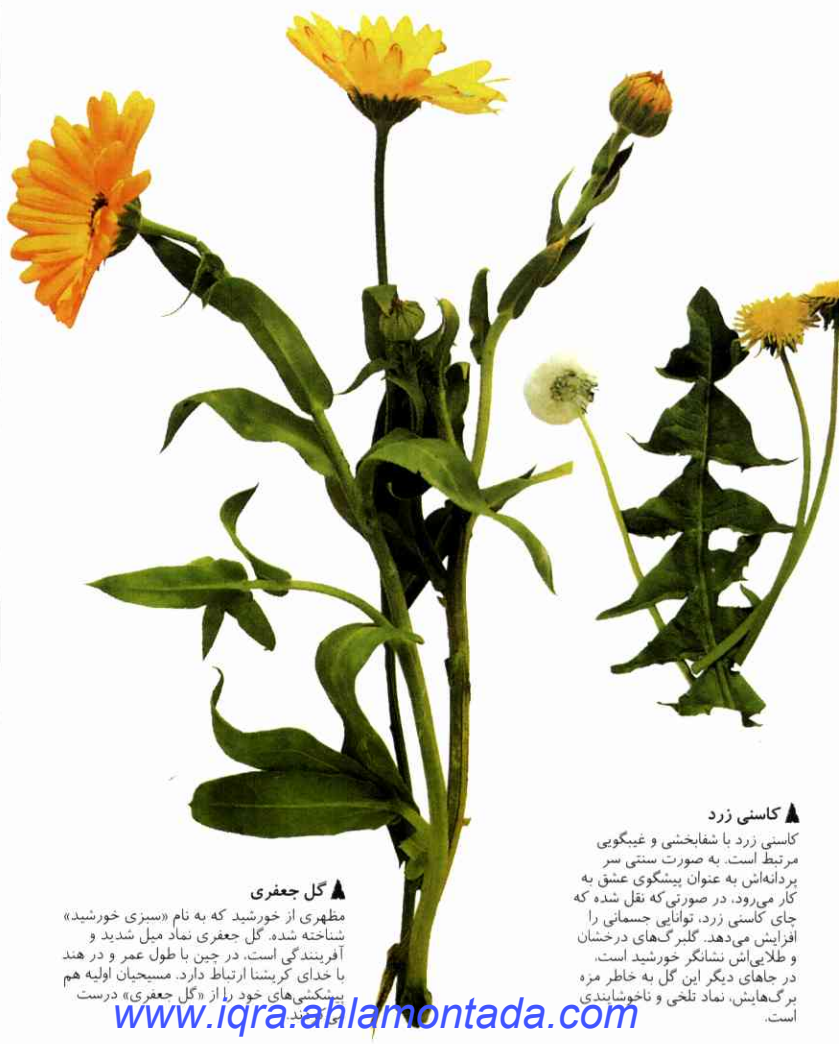 کاسنی زرد
کاسنی زرد با شفابخشی و غیبگویی
مرتبط است. به صورت سنتی سر
پردانه‌اش به عنوان پیشگوی عشق به
کار می‌رود، در صورتی‌که نقل شده که
چای کاسنی زرد، توانایی جسمانی را
افزایش می‌دهد. گلبرگ‌های درخشان
و طلایی‌اش نشانگر خورشید است،
در جاهای دیگر این گل به خاطر مزه
برگ‌هایش، نماد تلخی و ناخوشایندی
است.
گل جعفری
مظهری از خورشید که به نام «سبزی خورشید»
شناخته شده. گل جعفری نماد میل شدید و
آفرینندگی است. در چین با طول عمر و در هند
با خدای کریشنا ارتباط دارد. مسیحیان اولیه هم
پیشکشی‌های خود را از «گل جعفری» درست
www.iqra.ahlamontada.com